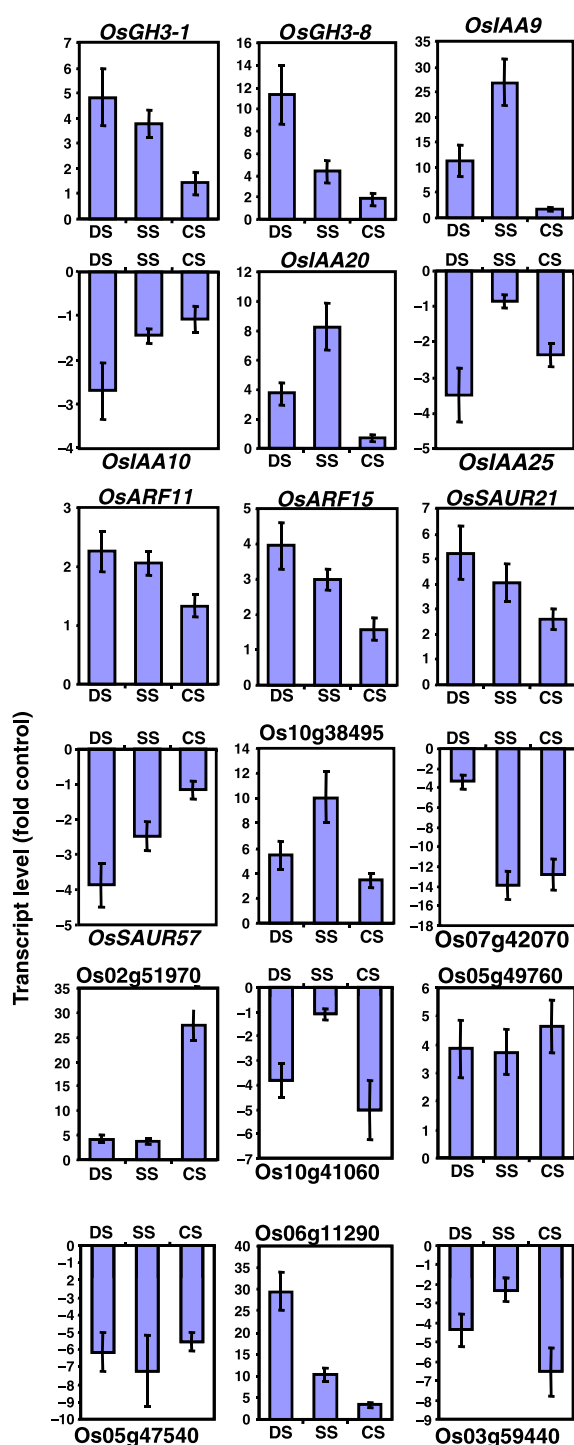 OsGH3-1 OsGH3-8 OsIAA9
7 6 5 4 3 2 1 0
16 14 12 10 8 6 4 2 0
35 30 25 20 15 10 5 0
DS SS CS DS SS CS DS SS CS
DS SS CS OsIAA20 DS SS CS
0 –1 –2 –3 –4
12 10 8 6 4 2 0
0 –1 –2 –3 –4 –5
DS SS CS
OsIAA10 OsIAA25
OsARF11 OsARF15 OsSAUR21
3 2 1 0
5 4 3 2 1 0
7 6 5 4 3 2 1 0
DS SS CS DS SS CS DS SS CS
Transcript level (fold control)
DS SS CS Os10g38495 DS SS CS
0 –1 –2 –3 –4 –5
14 12 10 8 6 4 2 0
0 –2 –4 –6 –8 –10 –12 –14 –16 –18
DS SS CS
OsSAUR57 Os07g42070
Os02g51970 DS SS CS Os05g49760
35 30 25 20 15 10 5 0
0 –1 –2 –3 –4 –5 –6 –7
6 5 4 3 2 1 0
DS SS CS Os10g41060 DS SS CS
DS SS CS Os06g11290 DS SS CS
0 –1 –2 –3 –4 –5 –6 –7 –8 –9 –10
40 35 30 25 20 15 10 5 0
0 –1 –2 –3 –4 –5 –6 –7 –8 –9
DS SS CS
Os05g47540 Os03g59440